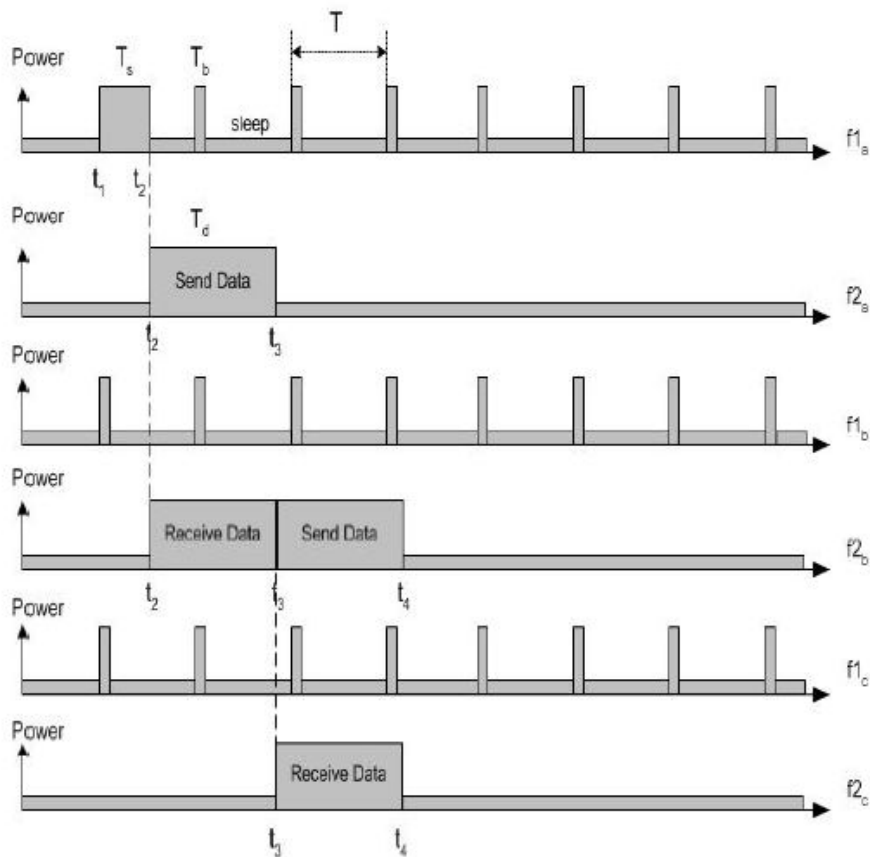 T
Power T_s T_b
sleep
f1_a
t_1 t_2
Power
T_d
Send Data
f2_a
t_2 t_3
Power
f1_b
Power
Receive Data Send Data
f2_b
t_2 t_3 t_4
Power
f1_c
Power
Receive Data
f2_c
t_3 t_4